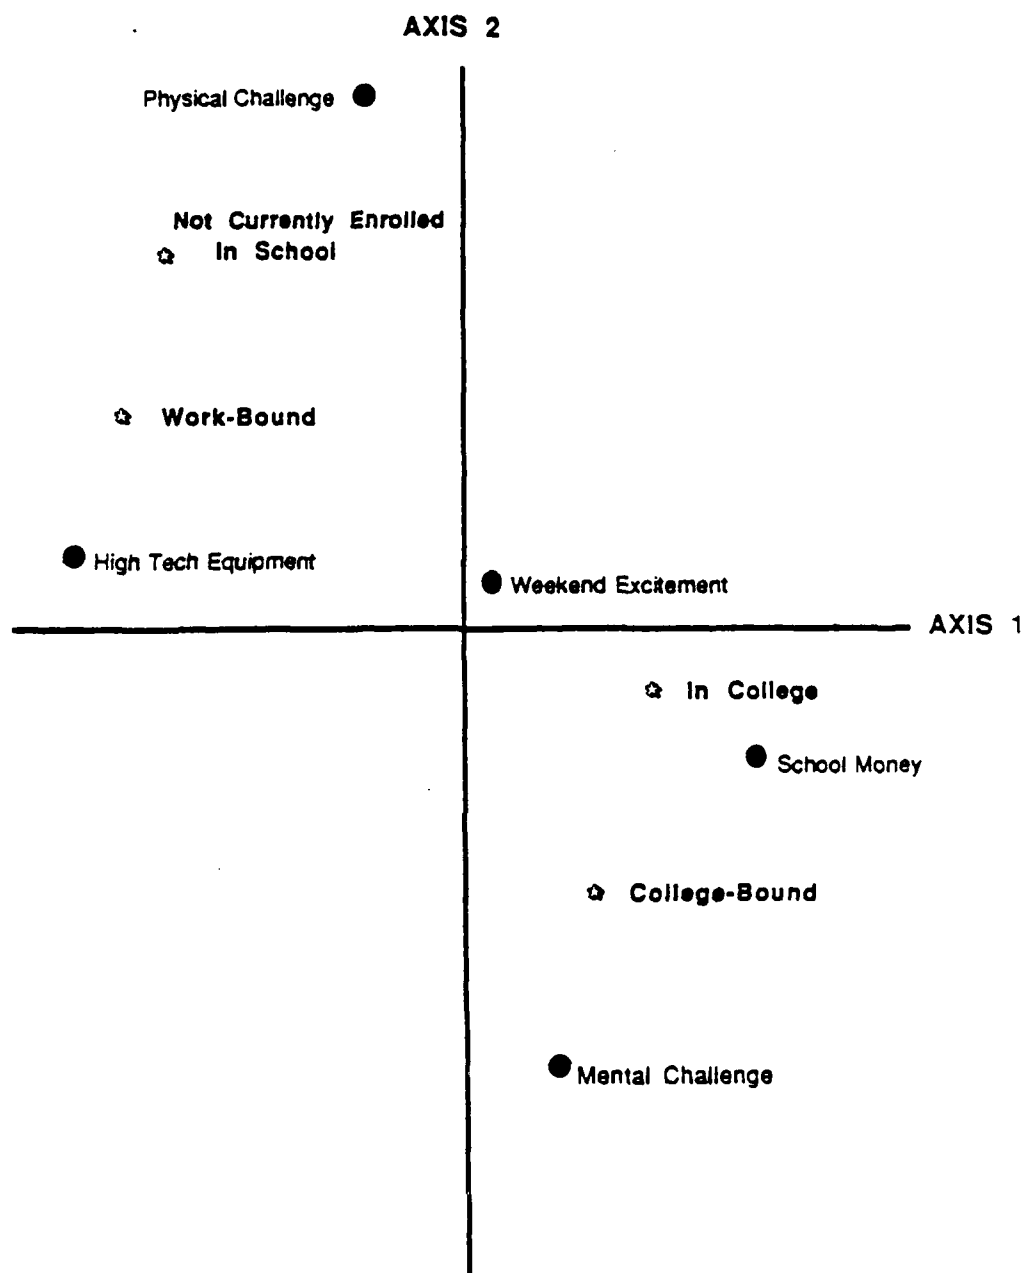 AXIS 2
Physical Challenge
Not Currently Enrolled
In School
Work-Bound
High Tech Equipment
Weekend Excitement
AXIS 1
In College
School Money
College-Bound
Mental Challenge